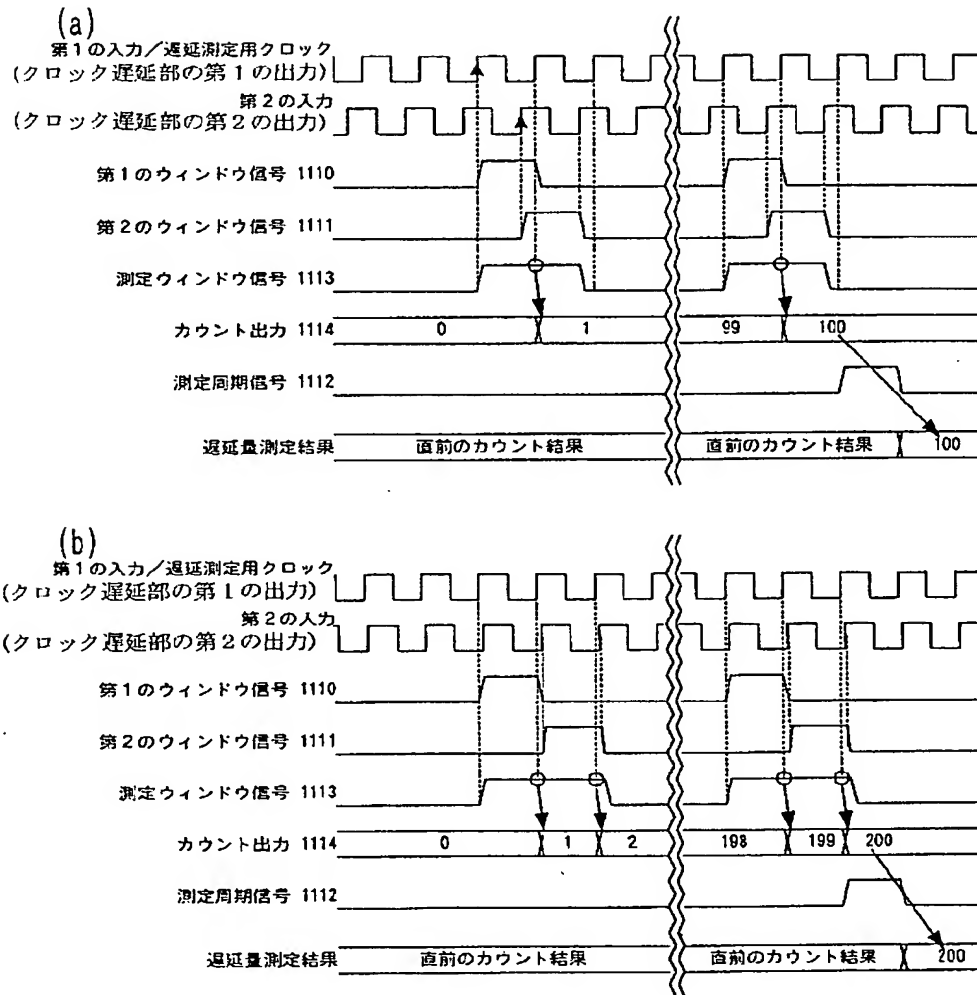 (a)
第1の入力/遅延測定用クロック
(クロック遅延部の第1の出力)
第2の入力
(クロック遅延部の第2の出力)
第1のウィンドウ信号 1110
第2のウィンドウ信号 1111
測定ウィンドウ信号 1113
カウント出力 1114 0 1 99 100
測定周期信号 1112
遅延量測定結果 直前のカウント結果 直前のカウント結果 100
(b)
第1の入力/遅延測定用クロック
(クロック遅延部の第1の出力)
第2の入力
(クロック遅延部の第2の出力)
第1のウィンドウ信号 1110
第2のウィンドウ信号 1111
測定ウィンドウ信号 1113
カウント出力 1114 0 1 2 198 199 200
測定周期信号 1112
遅延量測定結果 直前のカウント結果 直前のカウント結果 200